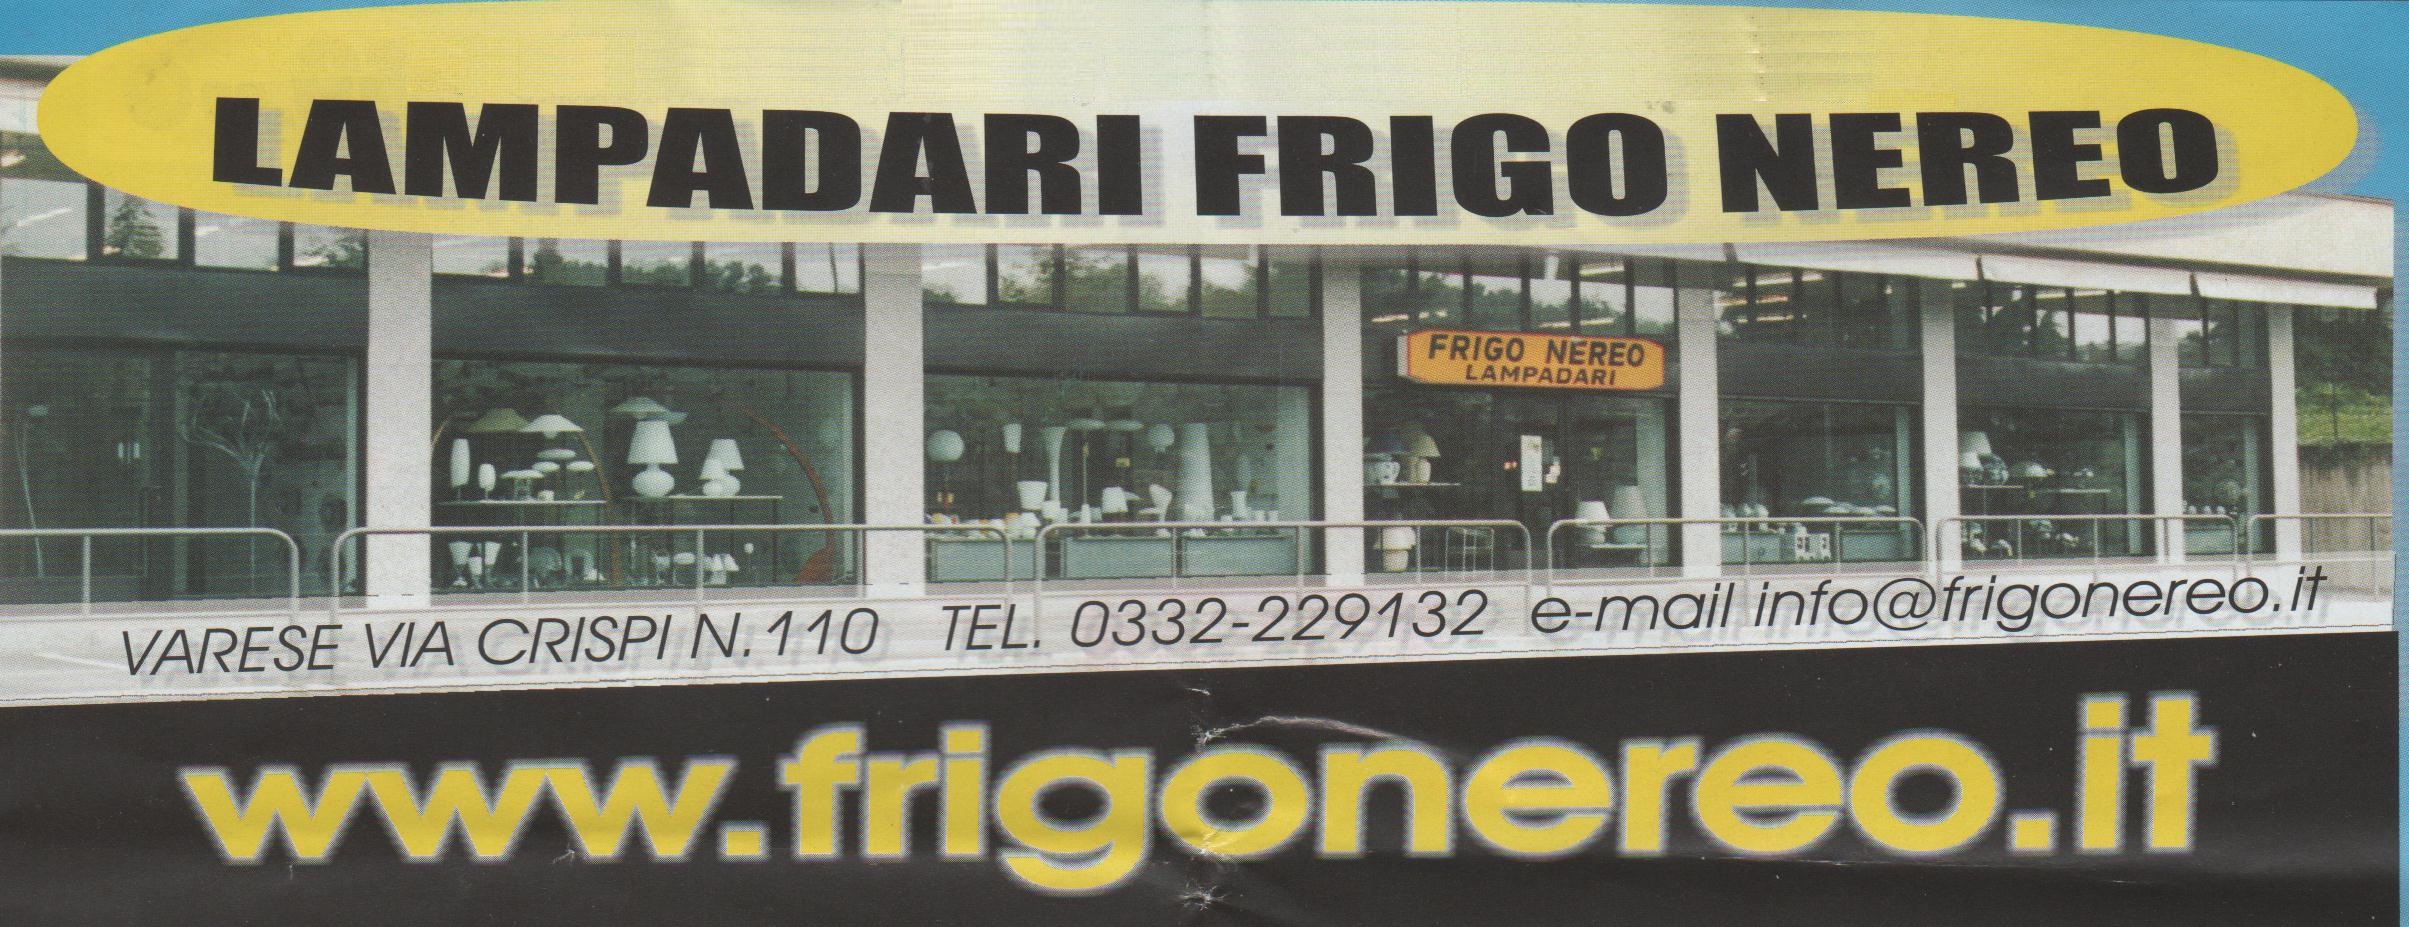 LAMPADARI FRIGO NEREO
FRIGO NEREO
LAMPADARI
VARESE VIA CRISPI N.110 TEL. 0332-229132 e-mail info@frigonereo.it
www.frigonereo.it